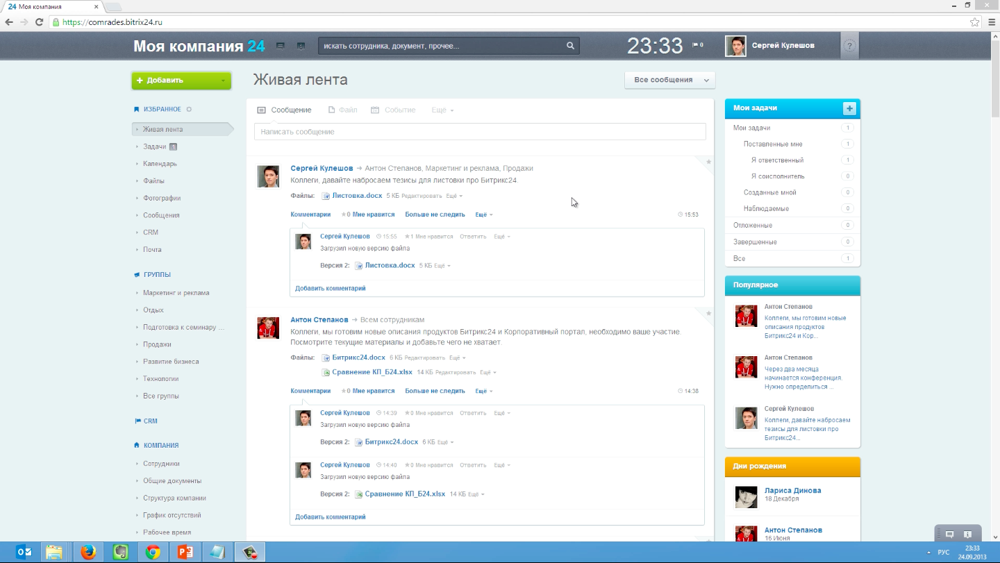 24 Моя компания
https://comrades.bitrix24.ru
Моя компания 24
искать сотрудника, документ, прочее...
23:33
0
Сергей Кулешов
?
+ Добавить
ИЗБРАННОЕ
Живая лента
Задачи 1
Календарь
Файлы
Фотографии
Сообщения
CRM
Почта
ГРУППЫ
Маркетинг и реклама
Отдых
Подготовка к семинару ...
Продажи
Развитие бизнеса
Технологии
Все группы
CRM
КОМПАНИЯ
Сотрудники
Общие документы
Структура компании
График отсутствий
Рабочее время
Живая лента
Все сообщения
Сообщение Файл Событие Ещё
Написать сообщение
Сергей Кулешов → Антон Степанов, Маркетинг и реклама, Продажи
Коллеги, давайте набросаем тезисы для листовки про Битрикс24.
Файлы: Листовка.docx 5 КБ Редактировать Ещё
Комментарии 0 Мне нравится Больше не следить Ещё 15:53
Сергей Кулешов 15:55 1 Мне нравится Ответить Ещё
Загрузил новую версию файла
Версия 2: Листовка.docx 5 КБ Ещё
Добавить комментарий
Антон Степанов → Всем сотрудникам
Коллеги, мы готовим новые описания продуктов Битрикс24 и Корпоративный портал, необходимо ваше участие.
Посмотрите текущие материалы и добавьте чего не хватает.
Файлы: Битрикс24.docx 6 КБ Редактировать Ещё
Сравнение КП_Б24.xlsx 14 КБ Редактировать Ещё
Комментарии 0 Мне нравится Больше не следить Ещё 14:38
Сергей Кулешов 14:39 0 Мне нравится Ответить Ещё
Загрузил новую версию файла
Версия 2: Битрикс24.docx 6 КБ Ещё
Сергей Кулешов 14:40 0 Мне нравится Ответить Ещё
Загрузил новую версию файла
Версия 2: Сравнение КП_Б24.xlsx 14 КБ Ещё
Добавить комментарий
Мои задачи +
Мои задачи 1
Поставленные мне 1
Я ответственный 1
Я соисполнитель 0
Созданные мной 0
Наблюдаемые 0
Отложенные 0
Завершенные 0
Все 1
Популярное
Антон Степанов
Коллеги, мы готовим новые
описания продуктов
Битрикс24 и Кор...
Антон Степанов
Через два месяца
начинается конференция.
Нужно определиться ...
Сергей Кулешов
Коллеги, давайте набросаем
тезисы для листовки про
Битрикс24...
Дни рождения
Лариса Динова
18 Декабря
Антон Степанов
16 Июня
РУС
23:33
24.09.2013